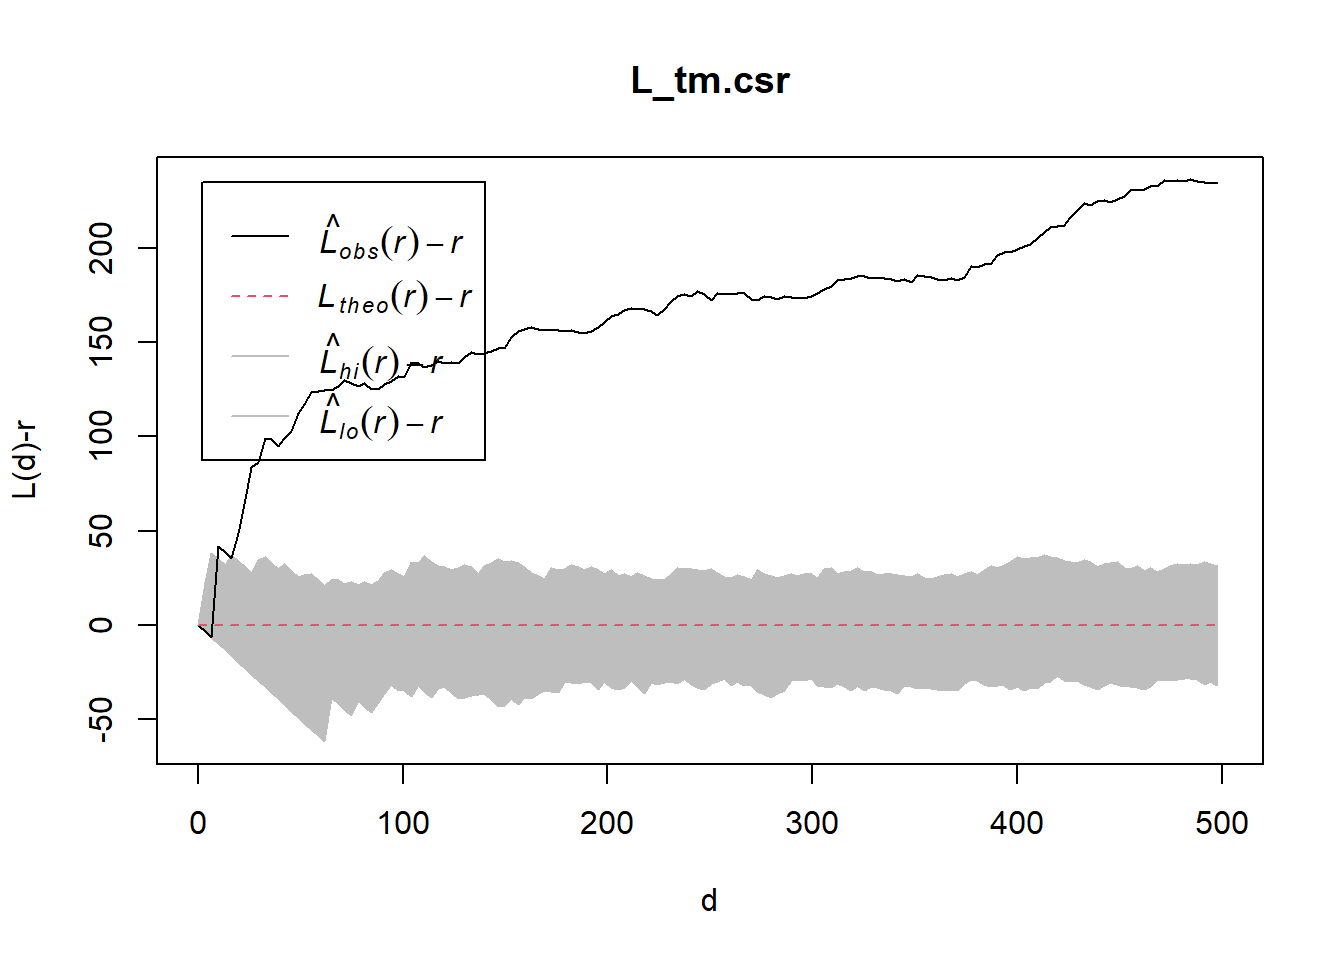 L_tm.csr
L̂obs(r) − r
Ltheo(r) − r
L̂hi(r) − r
L̂lo(r) − r
L(d)-r
200
150
100
50
0
-50
0 100 200 300 400 500
d